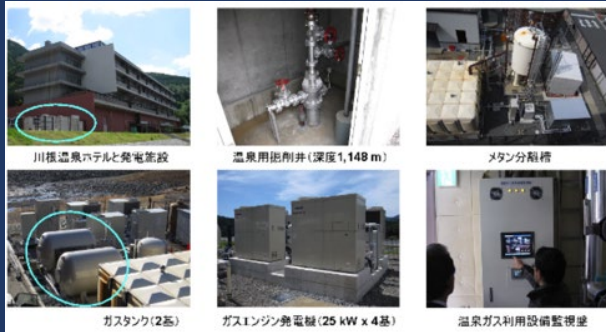 川根温泉ホテルと発電施設
温泉用掘削井(深度1,148 m)
メタン分離槽
ガスタンク(2基)
ガスエンジン発電機(25 kW x 4基)
温泉ガス利用設備監視盤